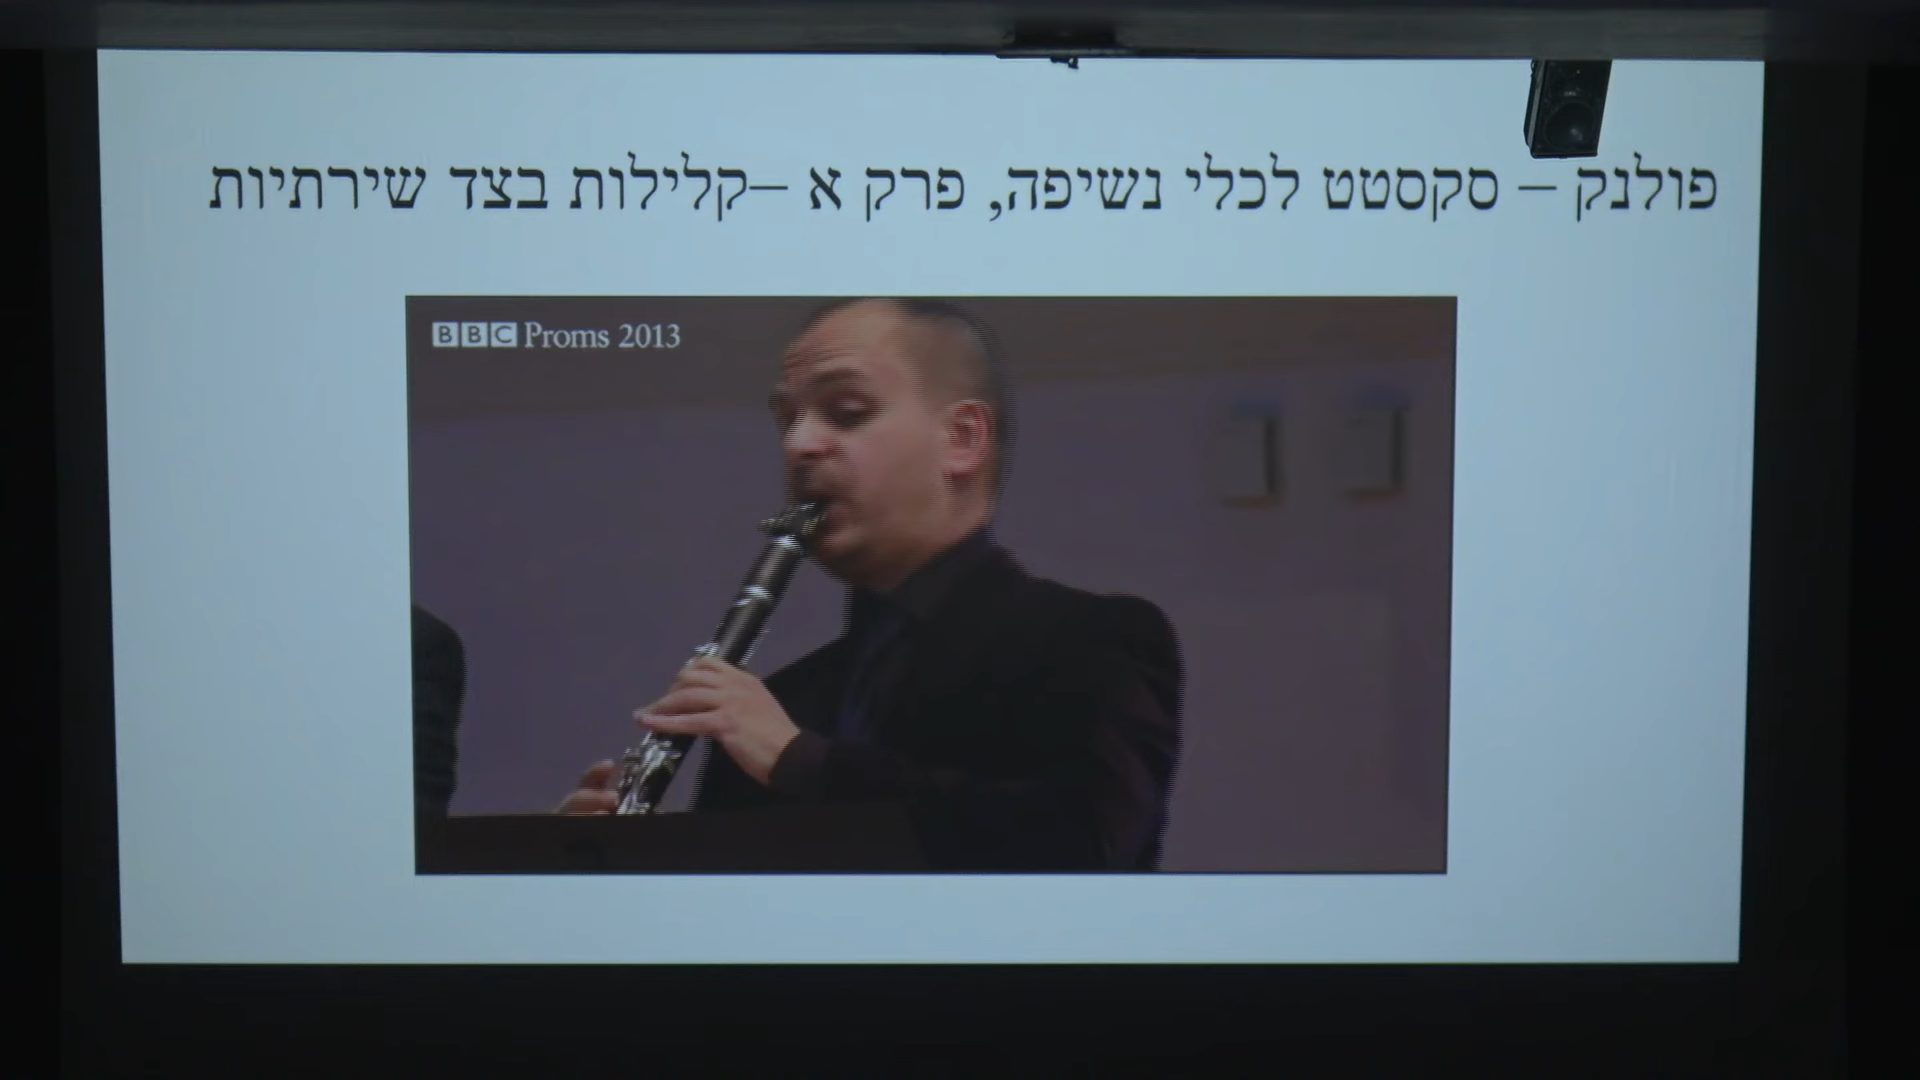 פולנק – סקסטט לכלי נשיפה, פרק א –קלילות בצד שירתיות
BBC Proms 2013